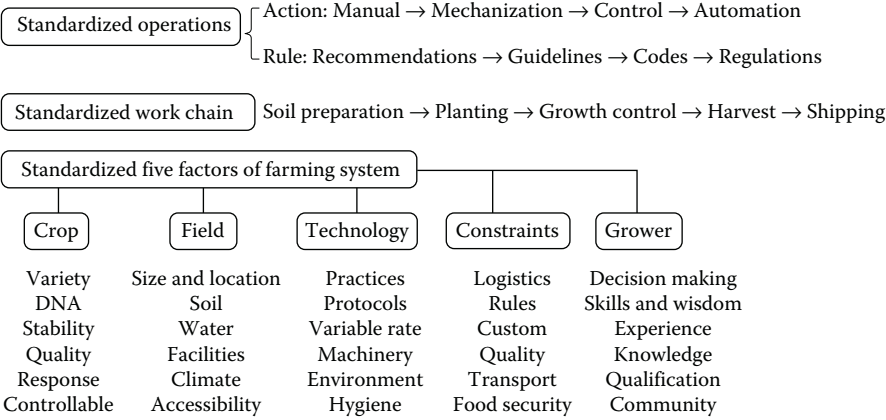 Standardized operations
Action: Manual → Mechanization → Control → Automation
Rule: Recommendations → Guidelines → Codes → Regulations
Standardized work chain
Soil preparation → Planting → Growth control → Harvest → Shipping
Standardized five factors of farming system
Crop
Field
Technology
Constraints
Grower
Variety
DNA
Stability
Quality
Response
Controllable
Size and location
Soil
Water
Facilities
Climate
Accessibility
Practices
Protocols
Variable rate
Machinery
Environment
Hygiene
Logistics
Rules
Custom
Quality
Transport
Food security
Decision making
Skills and wisdom
Experience
Knowledge
Qualification
Community